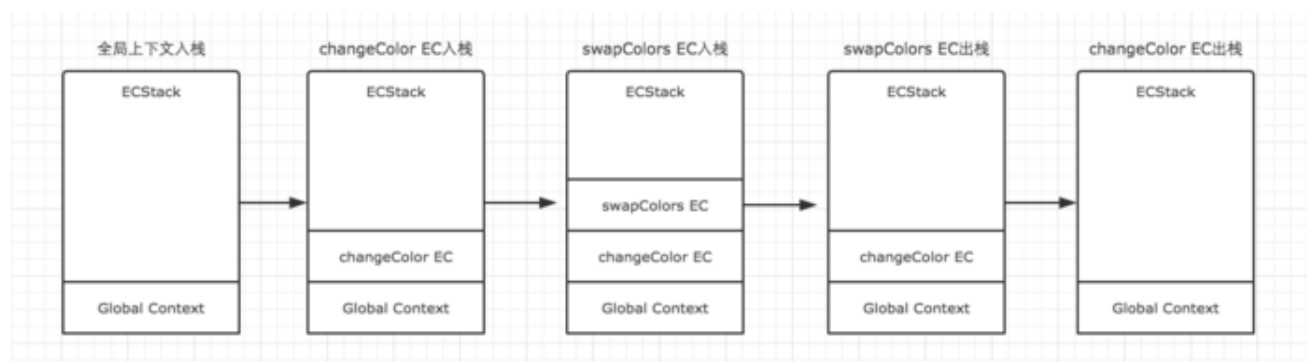 全局上下文入栈
changeColor EC入栈
swapColors EC入栈
swapColors EC出栈
changeColor EC出栈
ECStack
ECStack
ECStack
ECStack
ECStack
swapColors EC
changeColor EC
changeColor EC
changeColor EC
Global Context
Global Context
Global Context
Global Context
Global Context